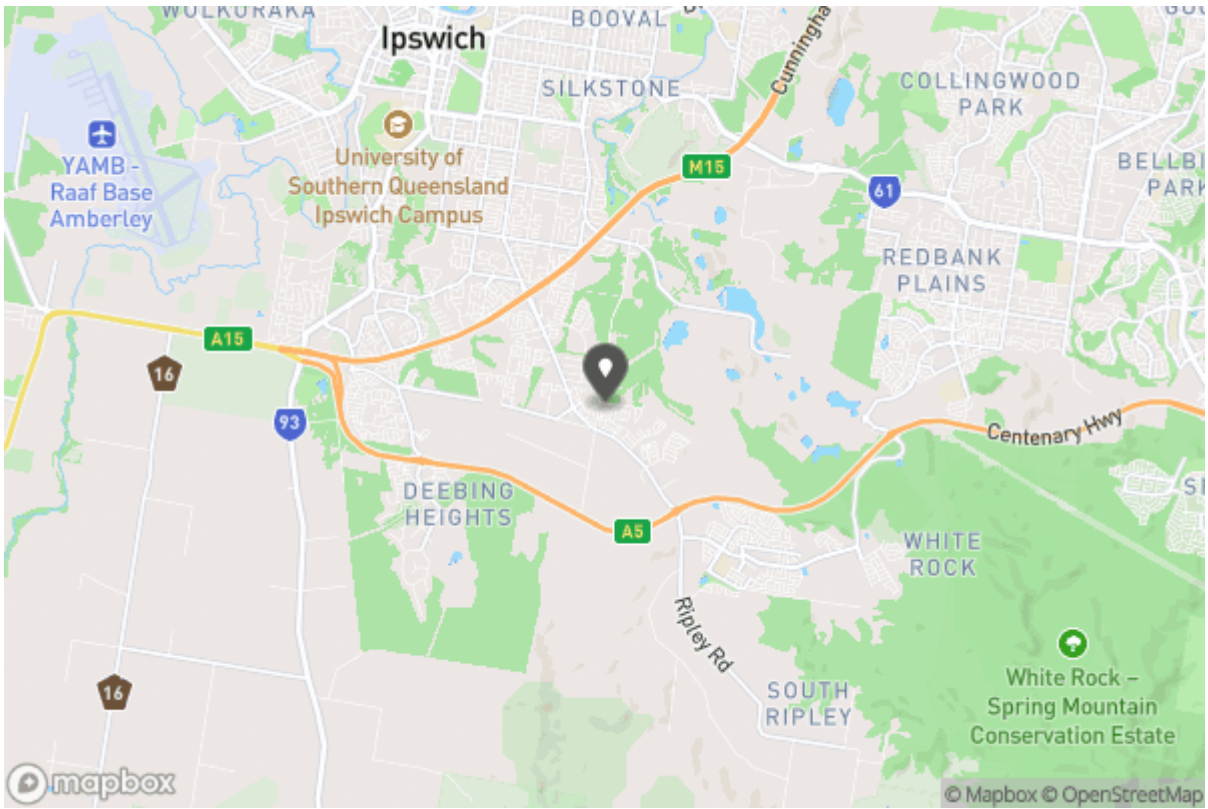 WULKURAKA
BOOVAL
Ipswich
Cunningha
SILKSTONE
COLLINGWOOD
PARK
YAMB -
Raaf Base
Amberley
University of
Southern Queensland
Ipswich Campus
M15
61
BELLBI
PARK
REDBANK
PLAINS
A15
16
93
Centenary Hwy
DEEBING
HEIGHTS
A5
WHITE
ROCK
Ripley Rd
16
SOUTH
RIPLEY
White Rock –
Spring Mountain
Conservation Estate
mapbox
© Mapbox © OpenStreetMap